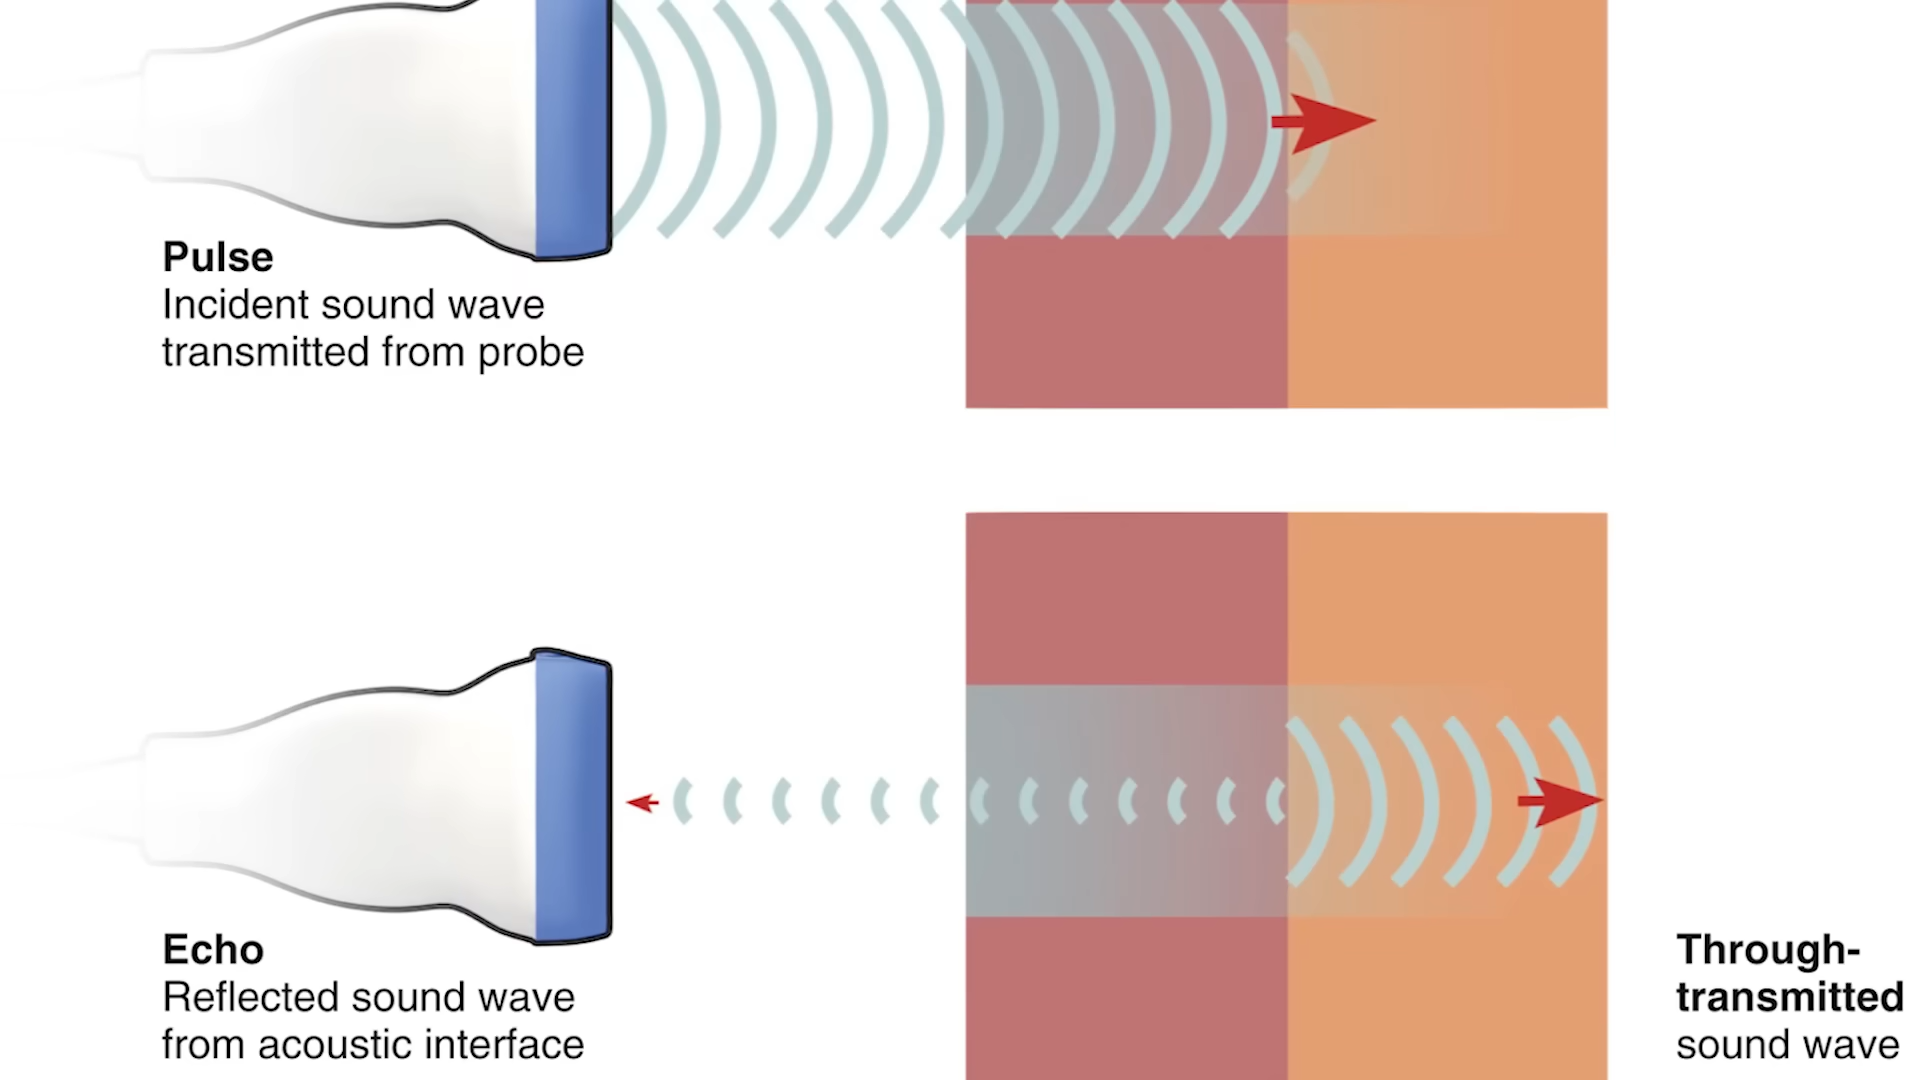 Pulse
Incident sound wave
transmitted from probe
Echo
Reflected sound wave
from acoustic interface
Through-
transmitted
sound wave